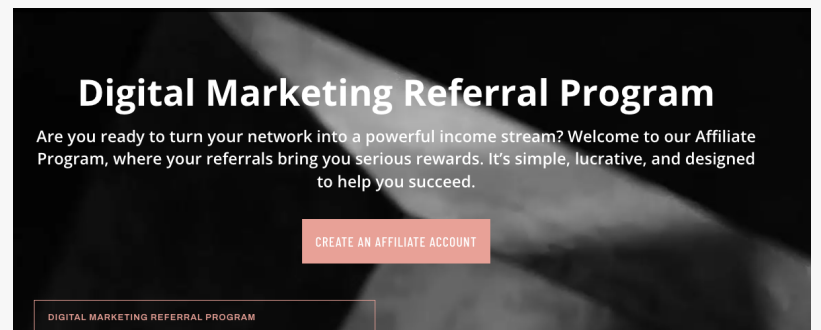 Digital Marketing Referral Program
Are you ready to turn your network into a powerful income stream? Welcome to our Affiliate
Program, where your referrals bring you serious rewards. It’s simple, lucrative, and designed
to help you succeed.
CREATE AN AFFILIATE ACCOUNT
DIGITAL MARKETING REFERRAL PROGRAM